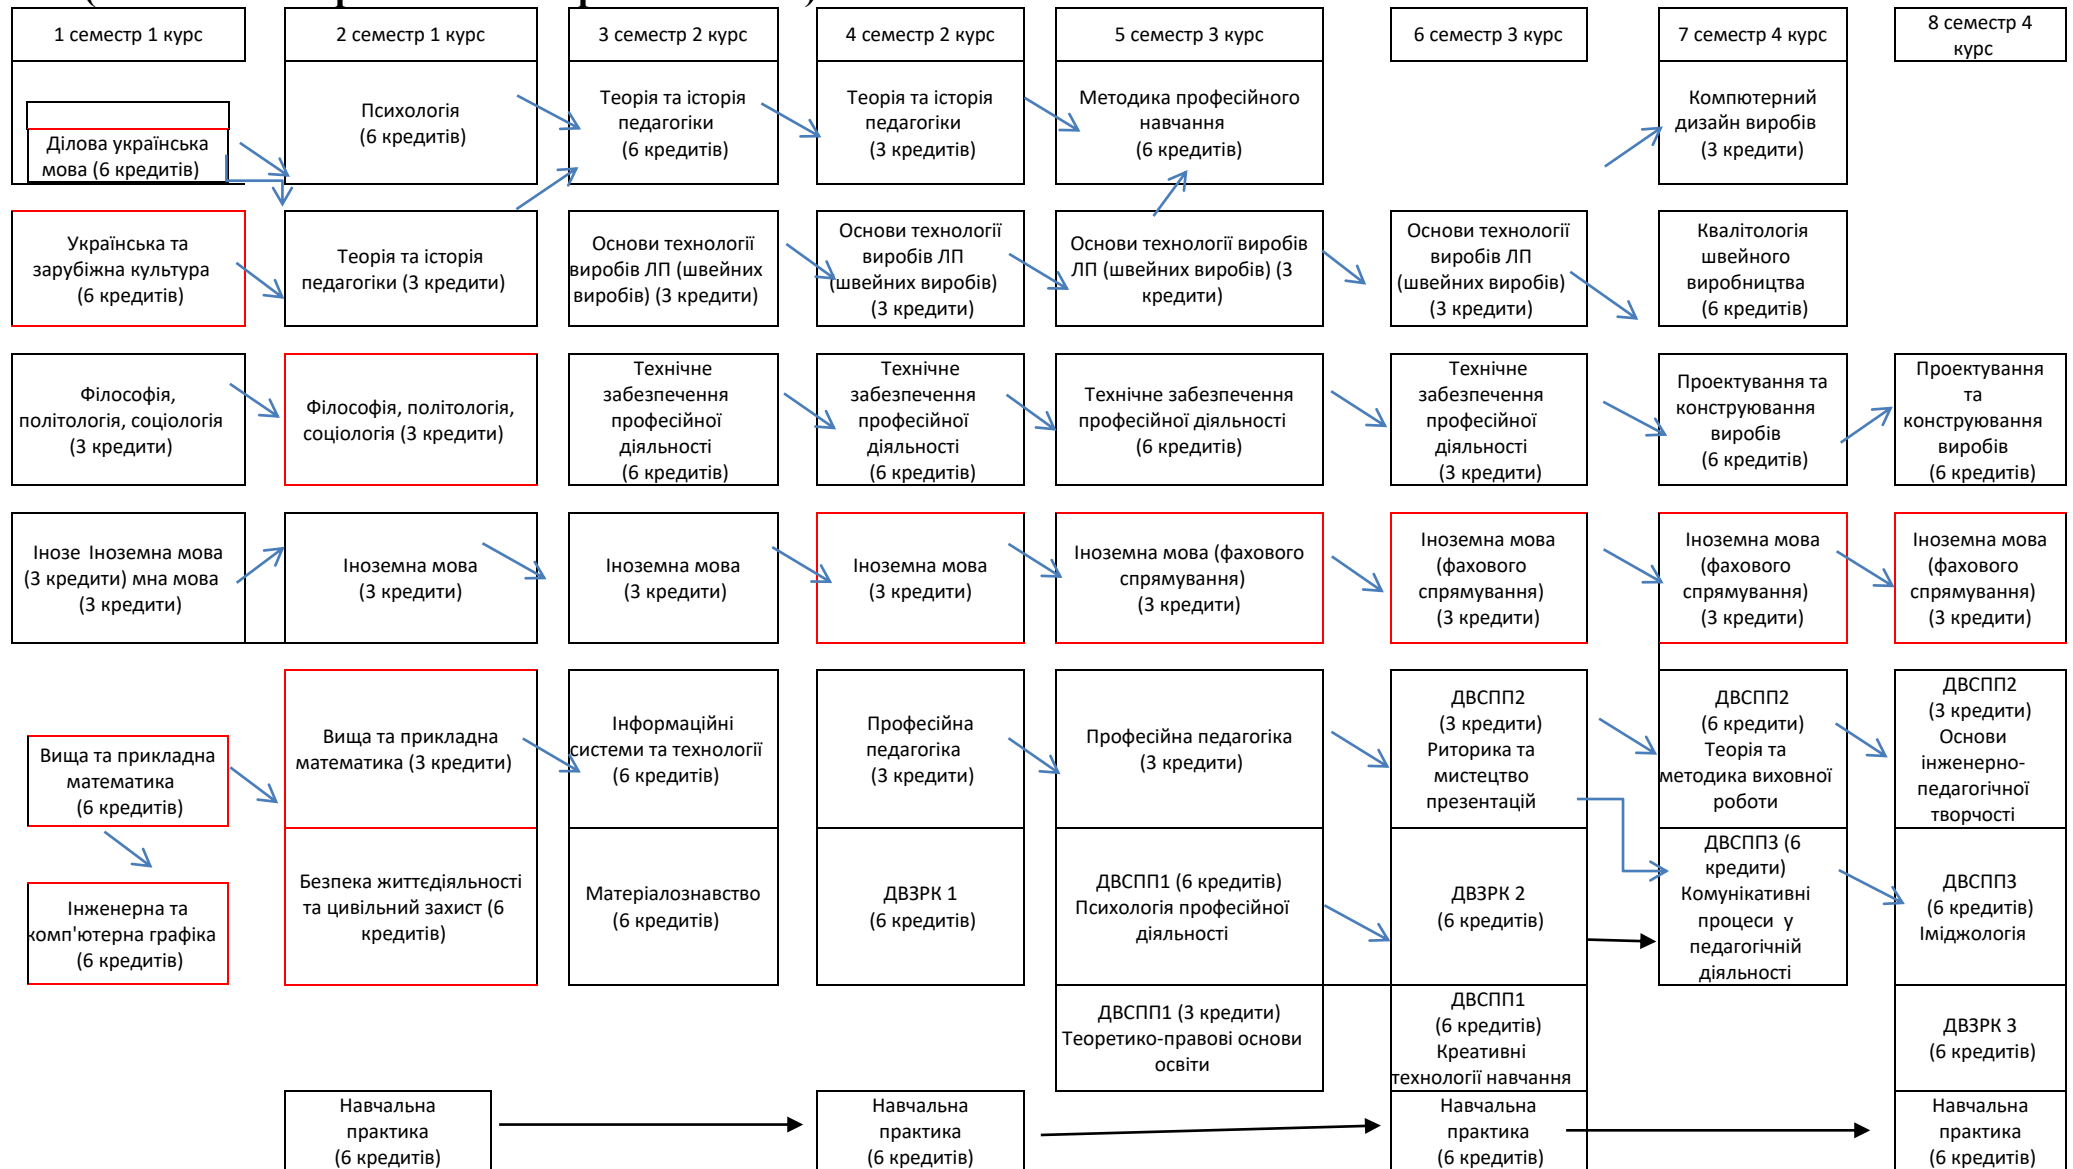 1 семестр 1 курс
2 семестр 1 курс
3 семестр 2 курс
4 семестр 2 курс
5 семестр 3 курс
6 семестр 3 курс
7 семестр 4 курс
8 семестр 4
курс
Ділова українська
мова (6 кредитів)
Психологія
(6 кредитів)
Теорія та історія
педагогіки
(6 кредитів)
Теорія та історія
педагогіки
(3 кредитів)
Методика професійного
навчання
(6 кредитів)
Компютерний
дизайн виробів
(3 кредити)
Українська та
зарубіжна культура
(6 кредитів)
Теорія та історія
педагогіки (3 кредити)
Основи технології
виробів ЛП (швейних
виробів) (3 кредити)
Основи технології
виробів ЛП
(швейних виробів)
(3 кредити)
Основи технології виробів
ЛП (швейних виробів) (3
кредити)
Основи технології
виробів ЛП
(швейних виробів)
(3 кредити)
Квалітологія
швейного
виробництва
(6 кредитів)
Філософія,
політологія, соціологія
(3 кредити)
Філософія, політологія,
соціологія (3 кредити)
Технічне
забезпечення
професійної
діяльності
(6 кредитів)
Технічне
забезпечення
професійної
діяльності
(6 кредитів)
Технічне забезпечення
професійної діяльності
(6 кредитів)
Технічне
забезпечення
професійної
діяльності
(3 кредити)
Проектування та
конструювання
виробів
(6 кредитів)
Проектування
та
конструювання
виробів
(6 кредитів)
Інозе Іноземна мова
(3 кредити) мна мова
(3 кредити)
Іноземна мова
(3 кредити)
Іноземна мова
(3 кредити)
Іноземна мова
(3 кредити)
Іноземна мова (фахового
спрямування)
(3 кредити)
Іноземна мова
(фахового
спрямування)
(3 кредити)
Іноземна мова
(фахового
спрямування)
(3 кредити)
Іноземна мова
(фахового
спрямування)
(3 кредити)
Вища та прикладна
математика
(6 кредитів)
Вища та прикладна
математика (3 кредити)
Інформаційні
системи та технології
(6 кредитів)
Професійна
педагогіка
(3 кредити)
Професійна педагогіка
(3 кредити)
ДВСПП2
(3 кредити)
Риторика та
мистецтво
презентацій
ДВСПП2
(6 кредити)
Теорія та
методика виховної
роботи
ДВСПП2
(3 кредити)
Основи
інженерно-
педагогічної
творчості
Інженерна та
комп'ютерна графіка
(6 кредитів)
Безпека життєдіяльності
та цивільний захист (6
кредитів)
Матеріалознавство
(6 кредитів)
ДВЗРК 1
(6 кредитів)
ДВСПП1 (6 кредитів)
Психологія професійної
діяльності
ДВЗРК 2
(6 кредитів)
ДВСПП3 (6
кредити)
Комунікативні
процеси у
педагогічній
діяльності
ДВСПП3
(6 кредитів)
Іміджологія
ДВСПП1 (3 кредити)
Теоретико-правові основи
освіти
ДВСПП1
(6 кредитів)
Креативні
технології навчання
ДВЗРК 3
(6 кредитів)
Навчальна
практика
(6 кредитів)
Навчальна
практика
(6 кредитів)
Навчальна
практика
(6 кредитів)
Навчальна
практика
(6 кредитів)